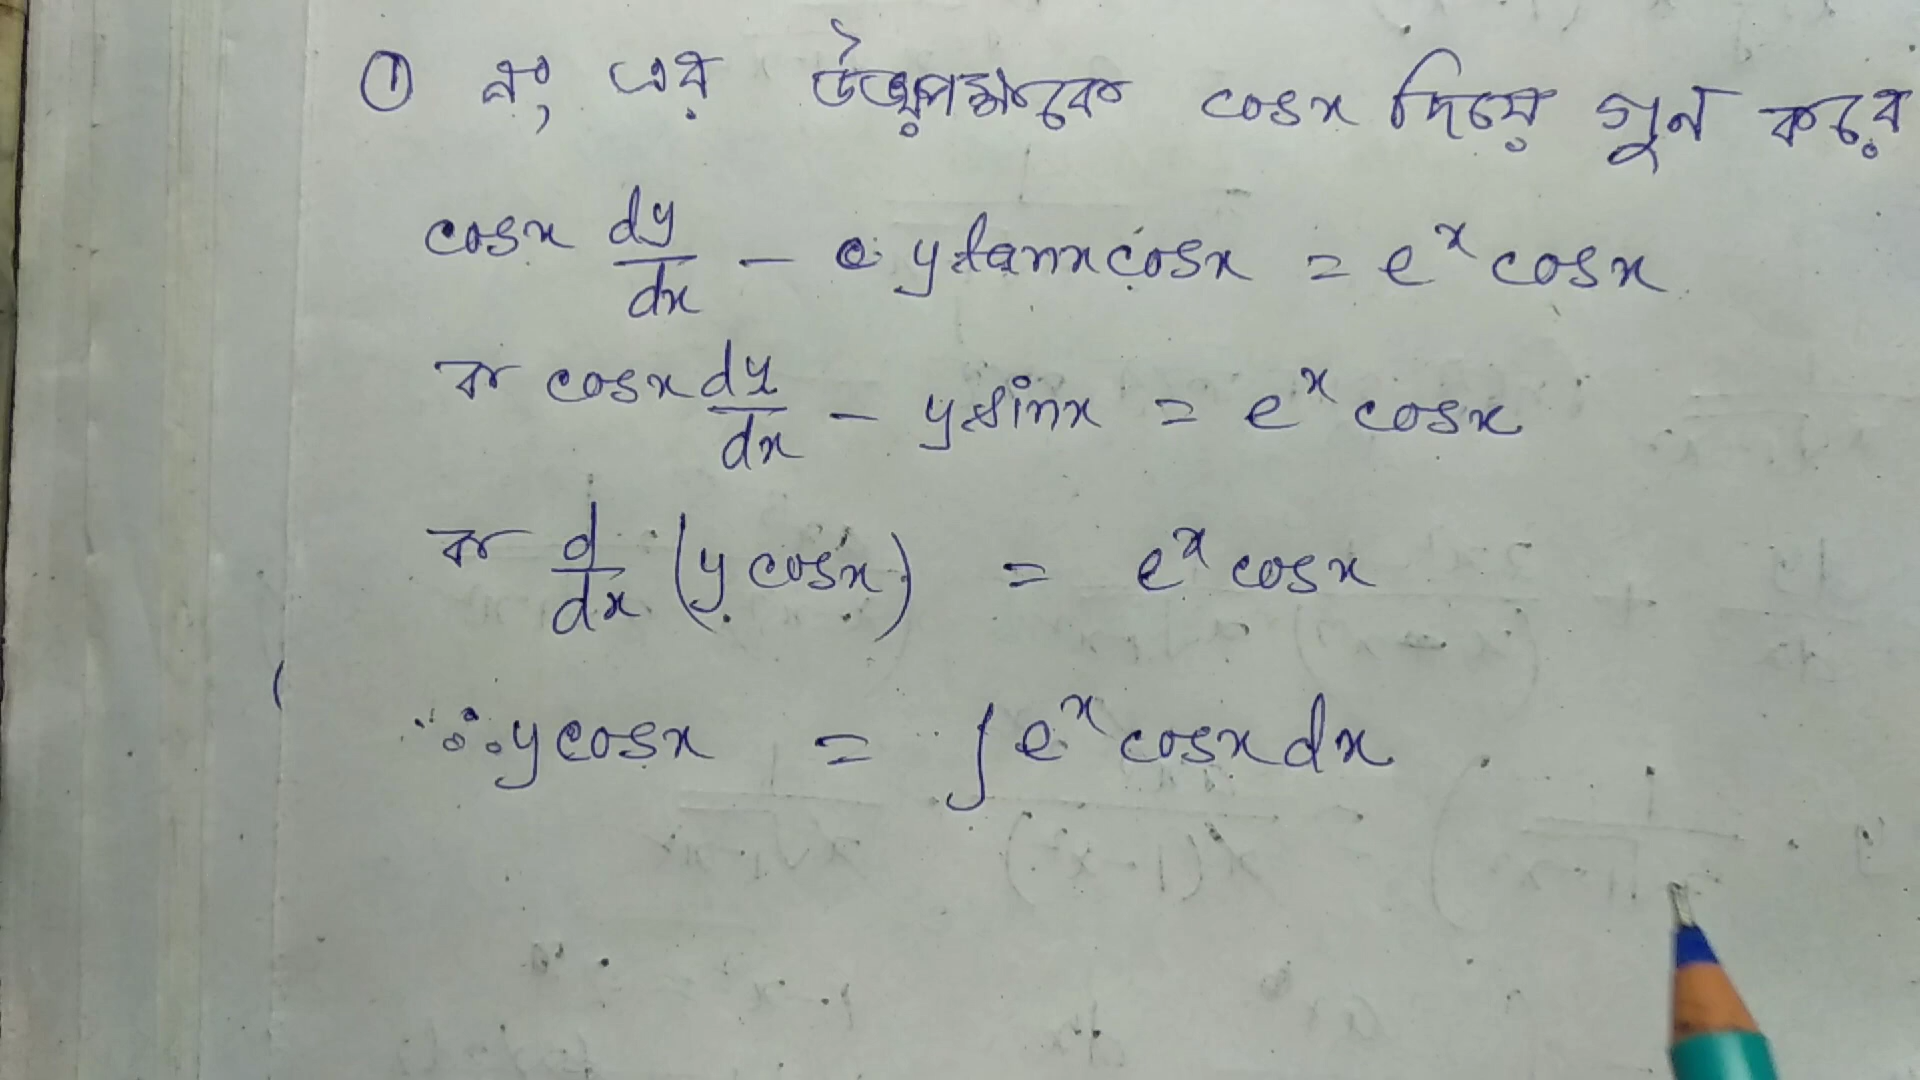 ① নং এর উভয়পক্ষকে cosx দিয়ে গুন করে
cosx dy/dx - y tanx cosx = e^x cosx
বা cosx dy/dx - y sinx = e^x cosx
বা d/dx (y cosx) = e^x cosx
∴ y cosx = ∫ e^x cosx dx